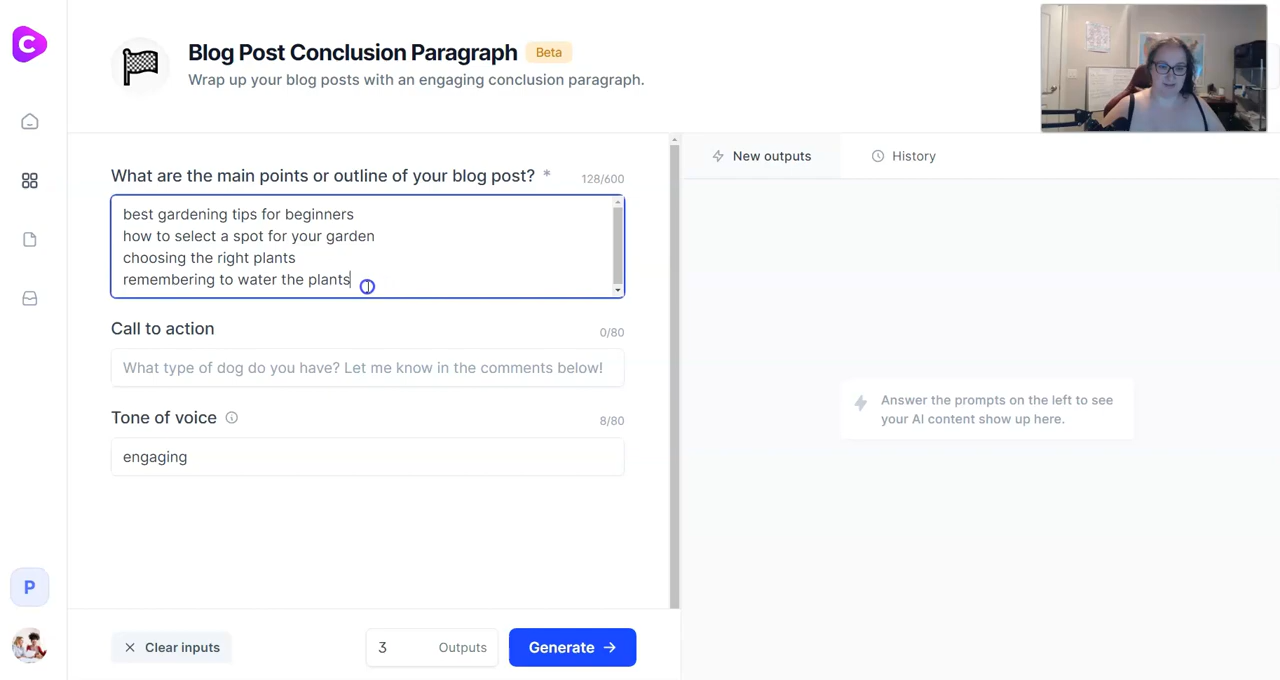 C
Blog Post Conclusion Paragraph Beta
Wrap up your blog posts with an engaging conclusion paragraph.
What are the main points or outline of your blog post? * 128/600
best gardening tips for beginners
how to select a spot for your garden
choosing the right plants
remembering to water the plants
Call to action 0/80
What type of dog do you have? Let me know in the comments below!
Tone of voice 8/80
engaging
Clear inputs
3 Outputs
Generate →
New outputs
History
Answer the prompts on the left to see
your AI content show up here.
P